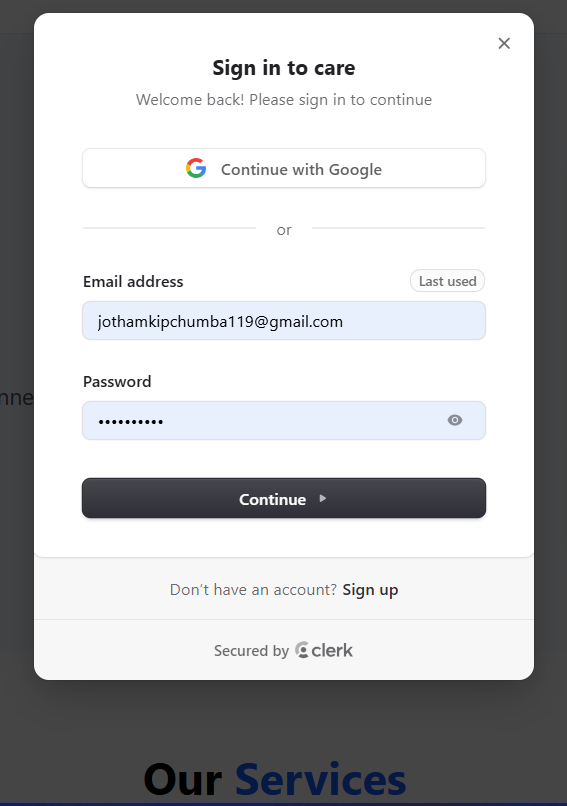 Sign in to care
Welcome back! Please sign in to continue
Continue with Google
or
Email address
Last used
jothamkipchumba119@gmail.com
nne
Password
••••••••••
Continue
Don't have an account? Sign up
Secured by clerk
Our Services